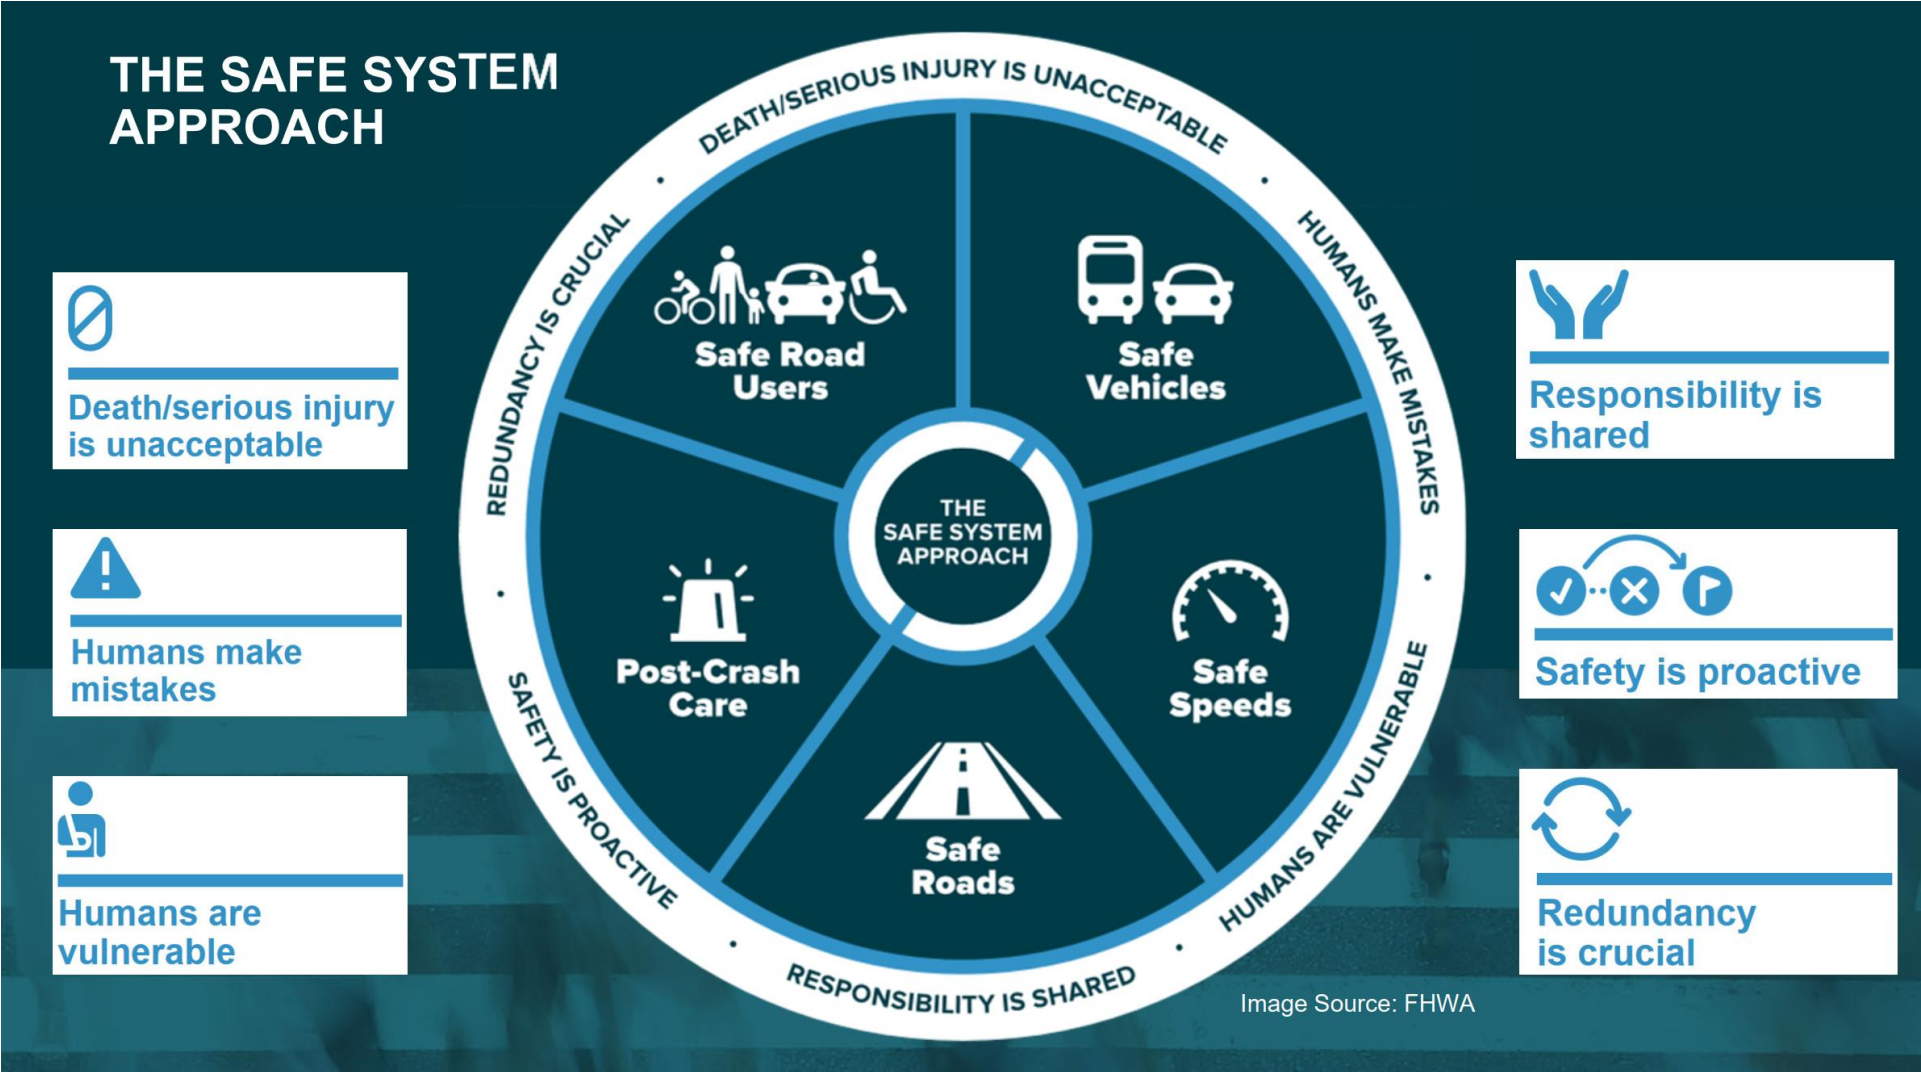 THE SAFE SYSTEM
APPROACH
DEATH/SERIOUS INJURY IS UNACCEPTABLE
HUMANS MAKE MISTAKES
HUMANS ARE VULNERABLE
RESPONSIBILITY IS SHARED
SAFETY IS PROACTIVE
REDUNDANCY IS CRUCIAL
Safe Road
Users
Safe
Vehicles
Safe
Speeds
Safe
Roads
Post-Crash
Care
THE
SAFE SYSTEM
APPROACH
Death/serious injury
is unacceptable
Humans make
mistakes
Humans are
vulnerable
Responsibility is
shared
Safety is proactive
Redundancy
is crucial
Image Source: FHWA